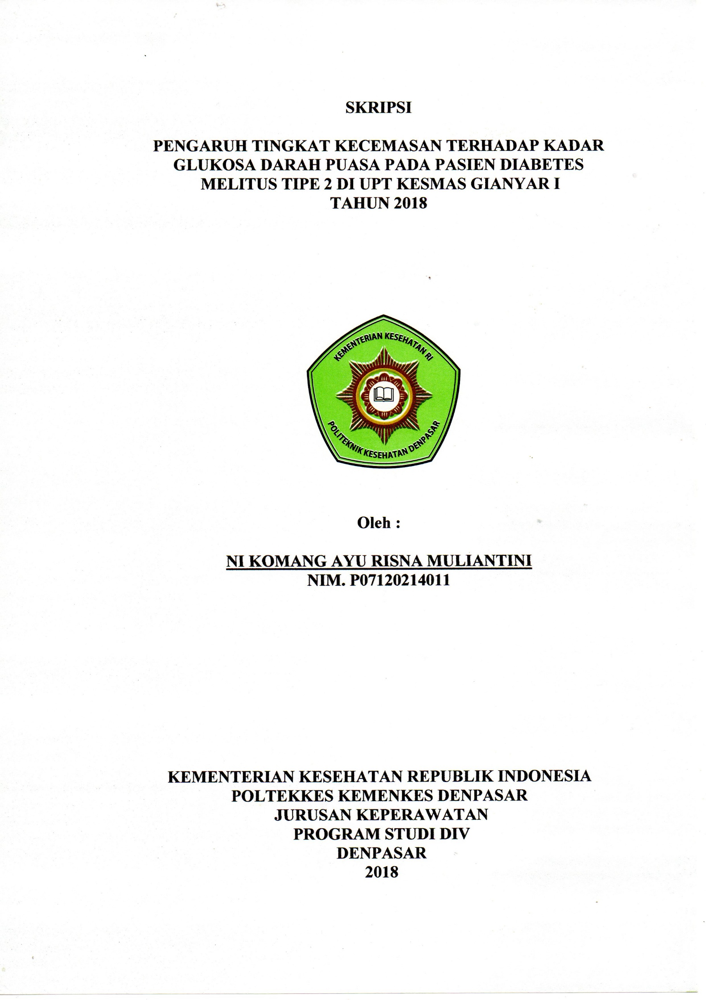 SKRIPSI
PENGARUH TINGKAT KECEMASAN TERHADAP KADAR
GLUKOSA DARAH PUASA PADA PASIEN DIABETES
MELITUS TIPE 2 DI UPT KESMAS GIANYAR I
TAHUN 2018
KEMENTERIAN KESEHATAN RI
POLITEKNIK KESEHATAN DENPASAR
Oleh :
NI KOMANG AYU RISNA MULIANTINI
NIM. P07120214011
KEMENTERIAN KESEHATAN REPUBLIK INDONESIA
POLTEKKES KEMENKES DENPASAR
JURUSAN KEPERAWATAN
PROGRAM STUDI DIV
DENPASAR
2018